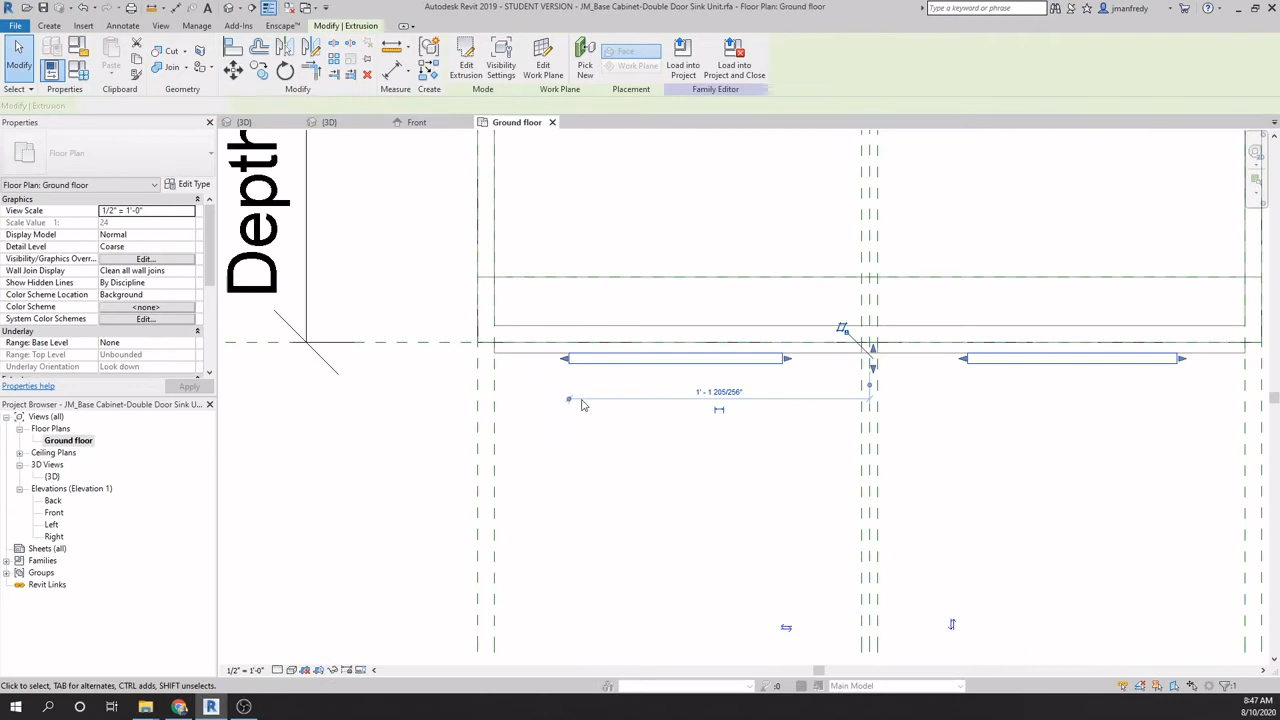 Autodesk Revit 2019 - STUDENT VERSION - JM_Base Cabinet-Double Door Sink Unit.rfa - Floor Plan: Ground floor
Type a keyword or phrase
jmanfredy
File
Create
Insert
Annotate
View
Manage
Add-Ins
Enscape™
Modify | Extrusion
Modify
Paste
Cut
Join
Edit Extrusion
Visibility Settings
Edit Work Plane
Pick New
Face
Work Plane
Load into Project
Load into Project and Close
Select
Properties
Clipboard
Geometry
Modify
Measure
Create
Mode
Work Plane
Placement
Family Editor
Modify | Extrusion
Properties
{3D}
{3D}
Front
Ground floor
Floor Plan
Floor Plan: Ground floor
Edit Type
Graphics
View Scale 1/2" = 1'-0"
Scale Value 1: 24
Display Model Normal
Detail Level Coarse
Visibility/Graphics Overr... Edit...
Wall Join Display Clean all wall joins
Show Hidden Lines By Discipline
Color Scheme Location Background
Color Scheme <none>
System Color Schemes Edit...
Underlay
Range: Base Level None
Range: Top Level Unbounded
Underlay Orientation Look down
Properties help
Apply
Project Browser - JM_Base Cabinet-Double Door Sink U...
Views (all)
Floor Plans
Ground floor
Ceiling Plans
3D Views
{3D}
Elevations (Elevation 1)
Back
Front
Left
Right
Sheets (all)
Families
Groups
Revit Links
Depth
1' - 1 205/256"
1/2" = 1'-0"
Click to select, TAB for alternates, CTRL adds, SHIFT unselects.
:0
Main Model
:1
8:47 AM
8/10/2020